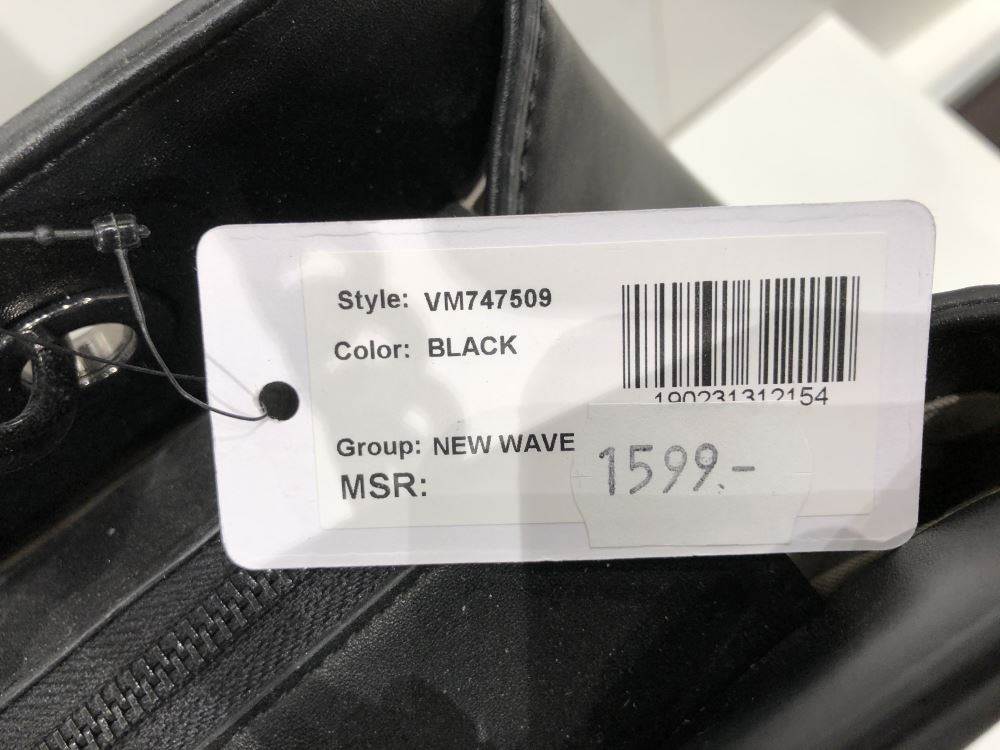 Style: VM747509
Color: BLACK
190231312154
Group: NEW WAVE
MSR:
1599.-